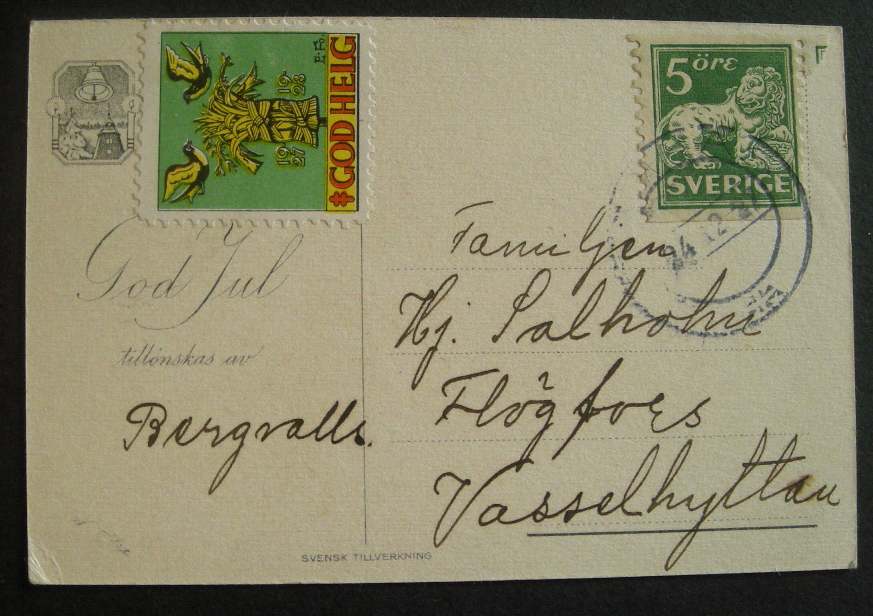 1927
1928
GOD HELG
E.F.
5 öre
SVERIGE
God Jul
tillönskas av
Bergvalls.
Familjen
Hj. Salholm
Flögfors
Vasselhyttan
SVENSK TILLVERKNING